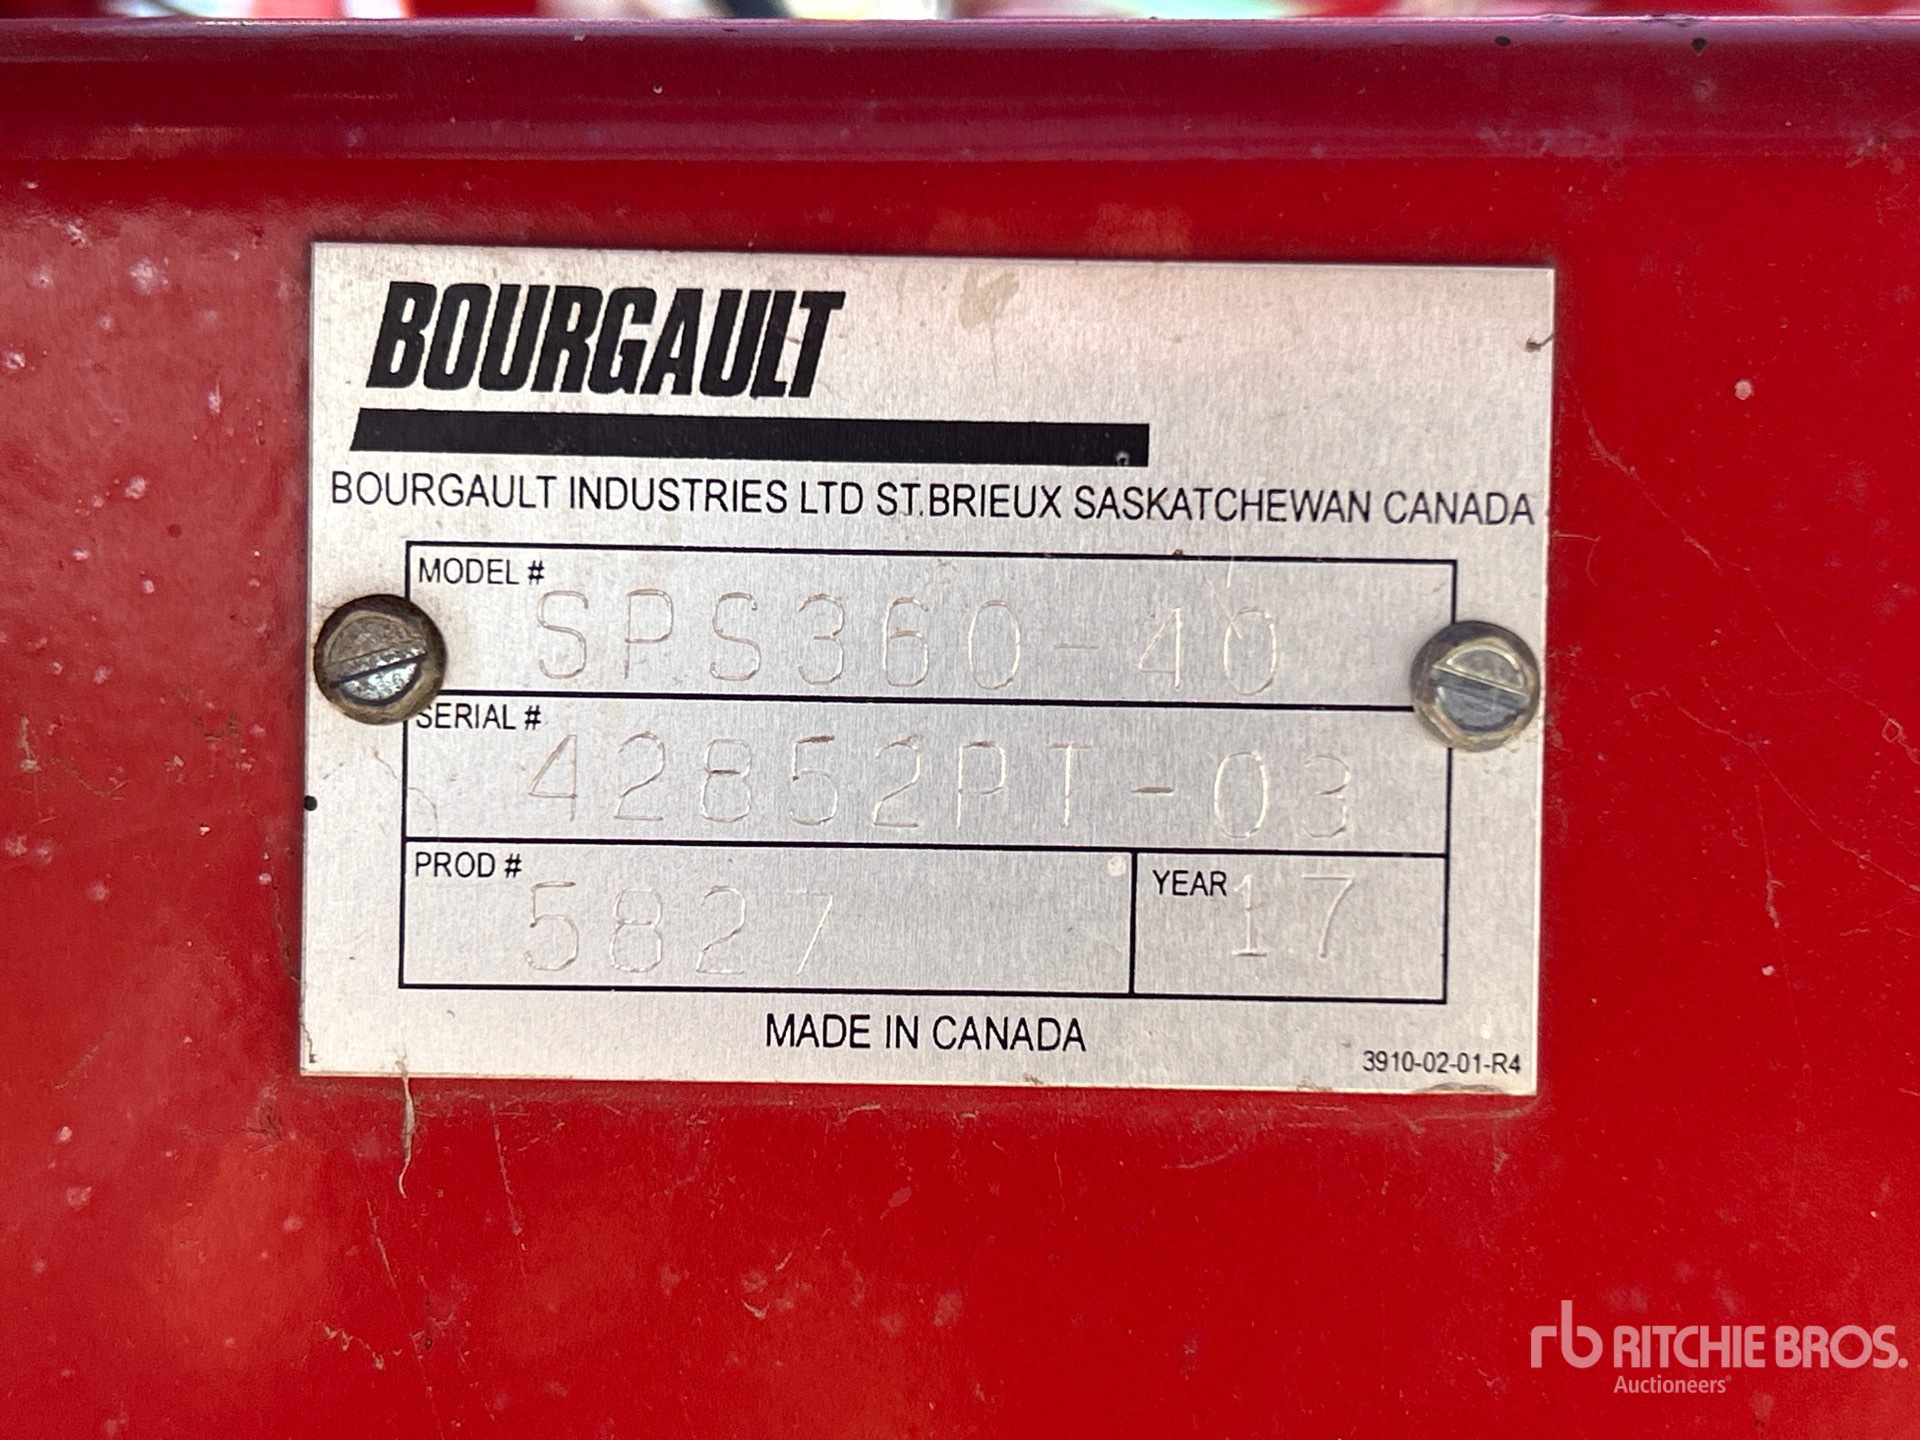 BOURGAULT
BOURGAULT INDUSTRIES LTD ST.BRIEUX SASKATCHEWAN CANADA
MODEL #
SPS360-40
SERIAL #
42852PT-03
PROD #
5827
YEAR
17
MADE IN CANADA
3910-02-01-R4
rb RITCHIE BROS.
Auctioneers